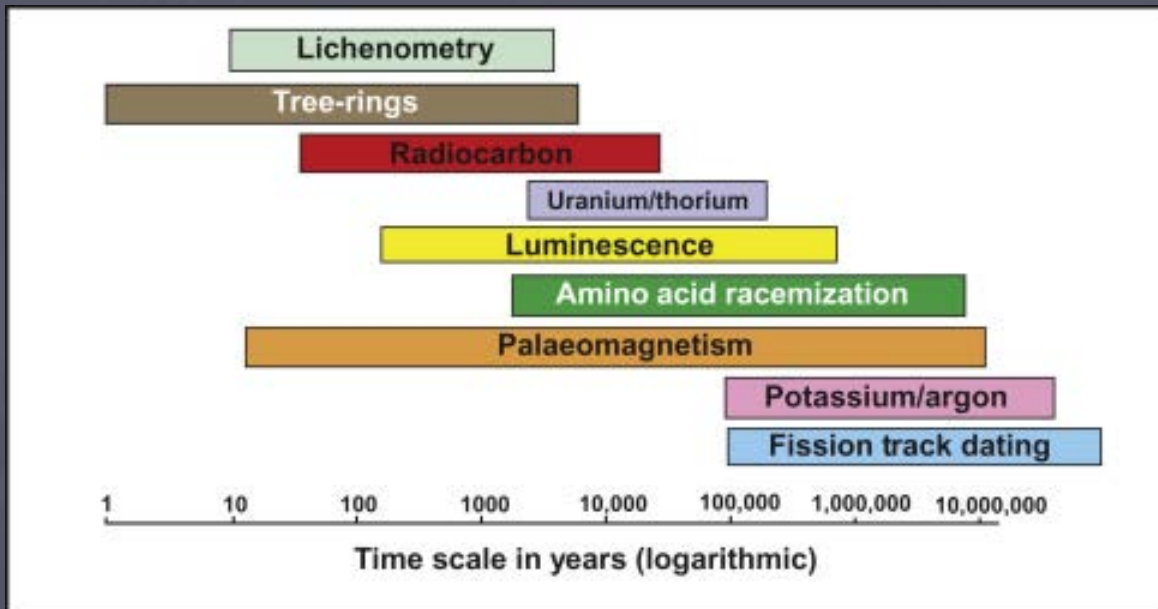 Lichenometry
Tree-rings
Radiocarbon
Uranium/thorium
Luminescence
Amino acid racemization
Palaeomagnetism
Potassium/argon
Fission track dating
1 10 100 1000 10,000 100,000 1,000,000 10,000,000
Time scale in years (logarithmic)